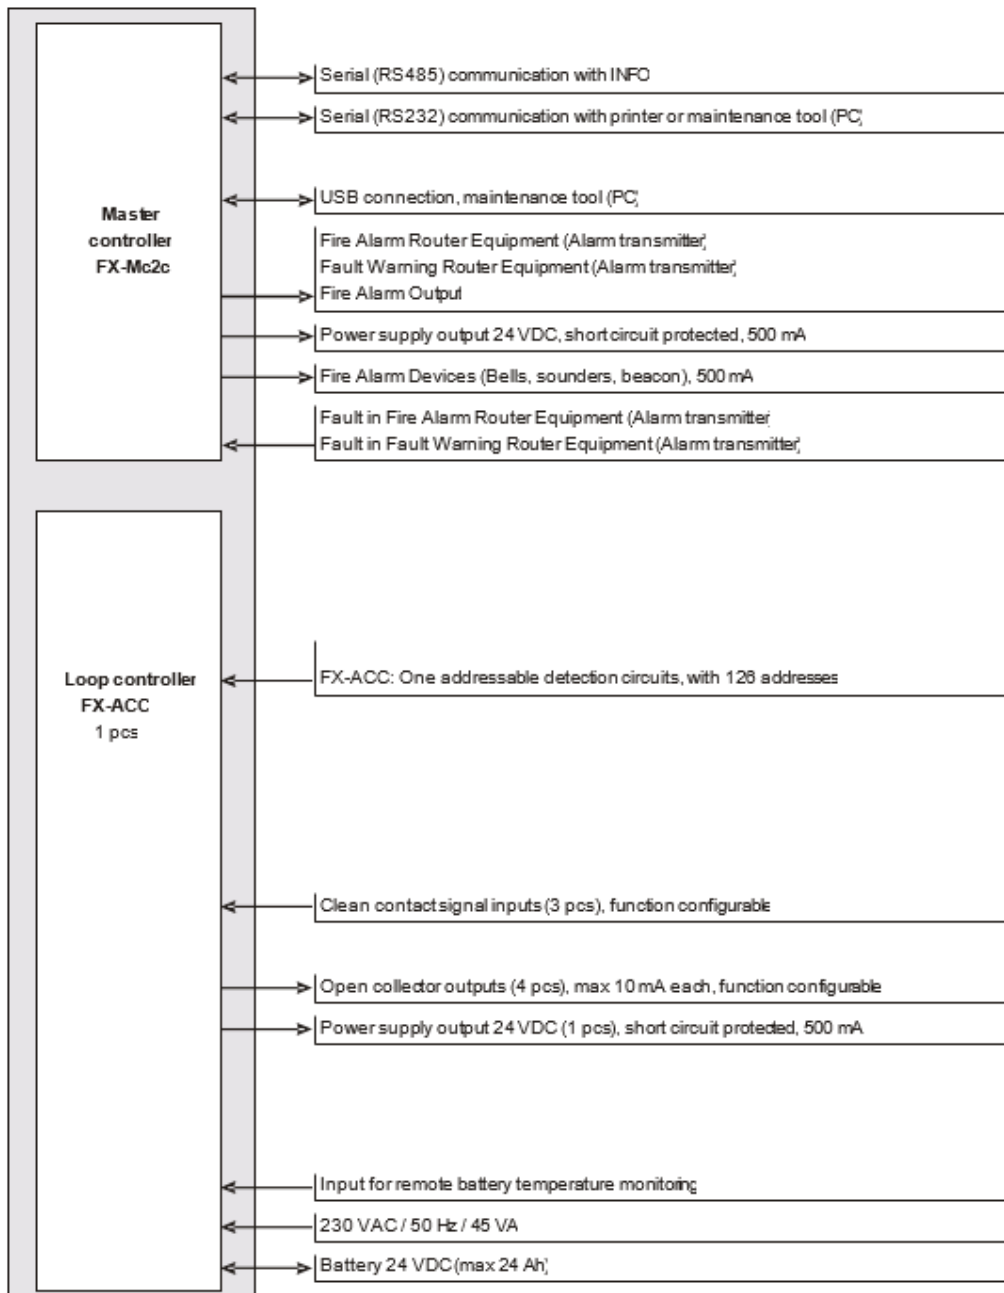 Serial (RS485) communication with INFO
Serial (RS232) communication with printer or maintenance tool (PC)
USB connection, maintenance tool (PC)
Master
controller
FX-Mc2c
Fire Alarm Router Equipment (Alarm transmitter)
Fault Warning Router Equipment (Alarm transmitter)
Fire Alarm Output
Power supply output 24 VDC, short circuit protected, 500 mA
Fire Alarm Devices (Bells, sounders, beacon), 500 mA
Fault in Fire Alarm Router Equipment (Alarm transmitter
Fault in Fault Warning Router Equipment (Alarm transmitter)
Loop controller
FX-ACC
1 pcs
FX-ACC: One addressable detection circuits, with 126 addresses
Clean contact signal inputs (3 pcs), function configurable
Open collector outputs (4 pcs), max 10 mA each, function configurable
Power supply output 24 VDC (1 pcs), short circuit protected, 500 mA
Input for remote battery temperature monitoring
230 VAC / 50 Hz / 45 VA
Battery 24 VDC (max 24 Ah)